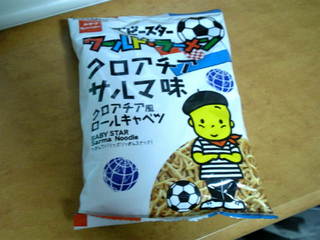 ベビースター
ワールド・ラーメン
クロアチア
サルマ味
クロアチア風
ロールキャベツ
BABY STAR
Sarma Noodle